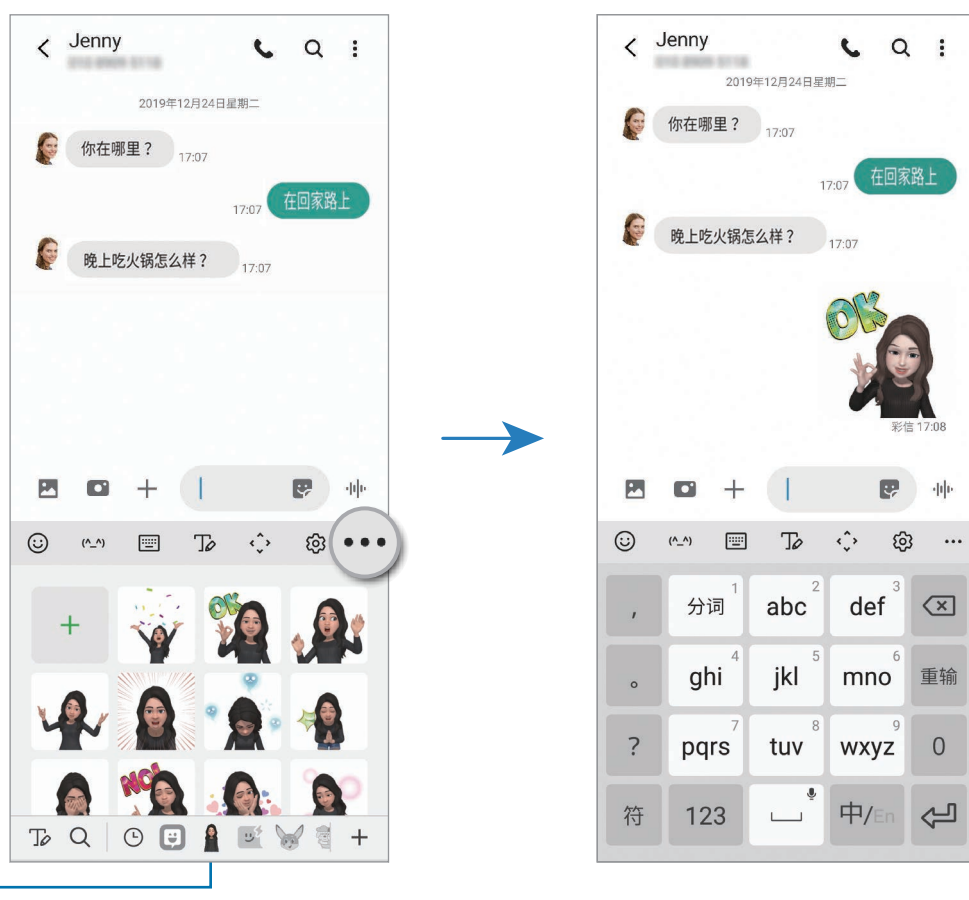 Jenny
2019年12月24日星期二
你在哪里？
17:07
17:07
在回家路上
晚上吃火锅怎么样？
17:07
(^_^)
OK
NO!
Jenny
2019年12月24日星期二
你在哪里？
17:07
17:07
在回家路上
晚上吃火锅怎么样？
17:07
OK
彩信 17:08
(^_^)
, 分词 1 abc 2 def 3
。 ghi 4 jkl 5 mno 6 重输
? pqrs 7 tuv 8 wxyz 9 0
符 123 中/En